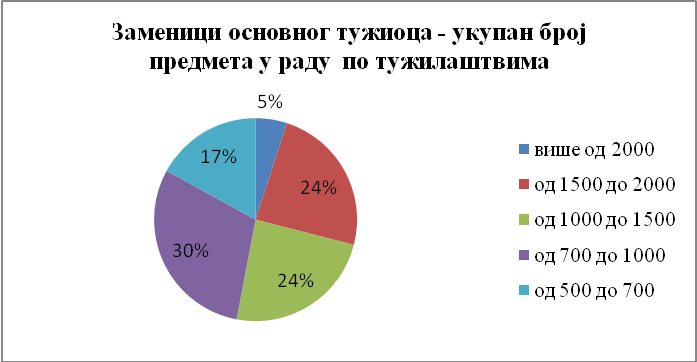 Заменици основног тужиоца - укупан број
предмета у раду по тужилаштвима
5%
24%
24%
30%
17%
више од 2000
од 1500 до 2000
од 1000 до 1500
од 700 до 1000
од 500 до 700